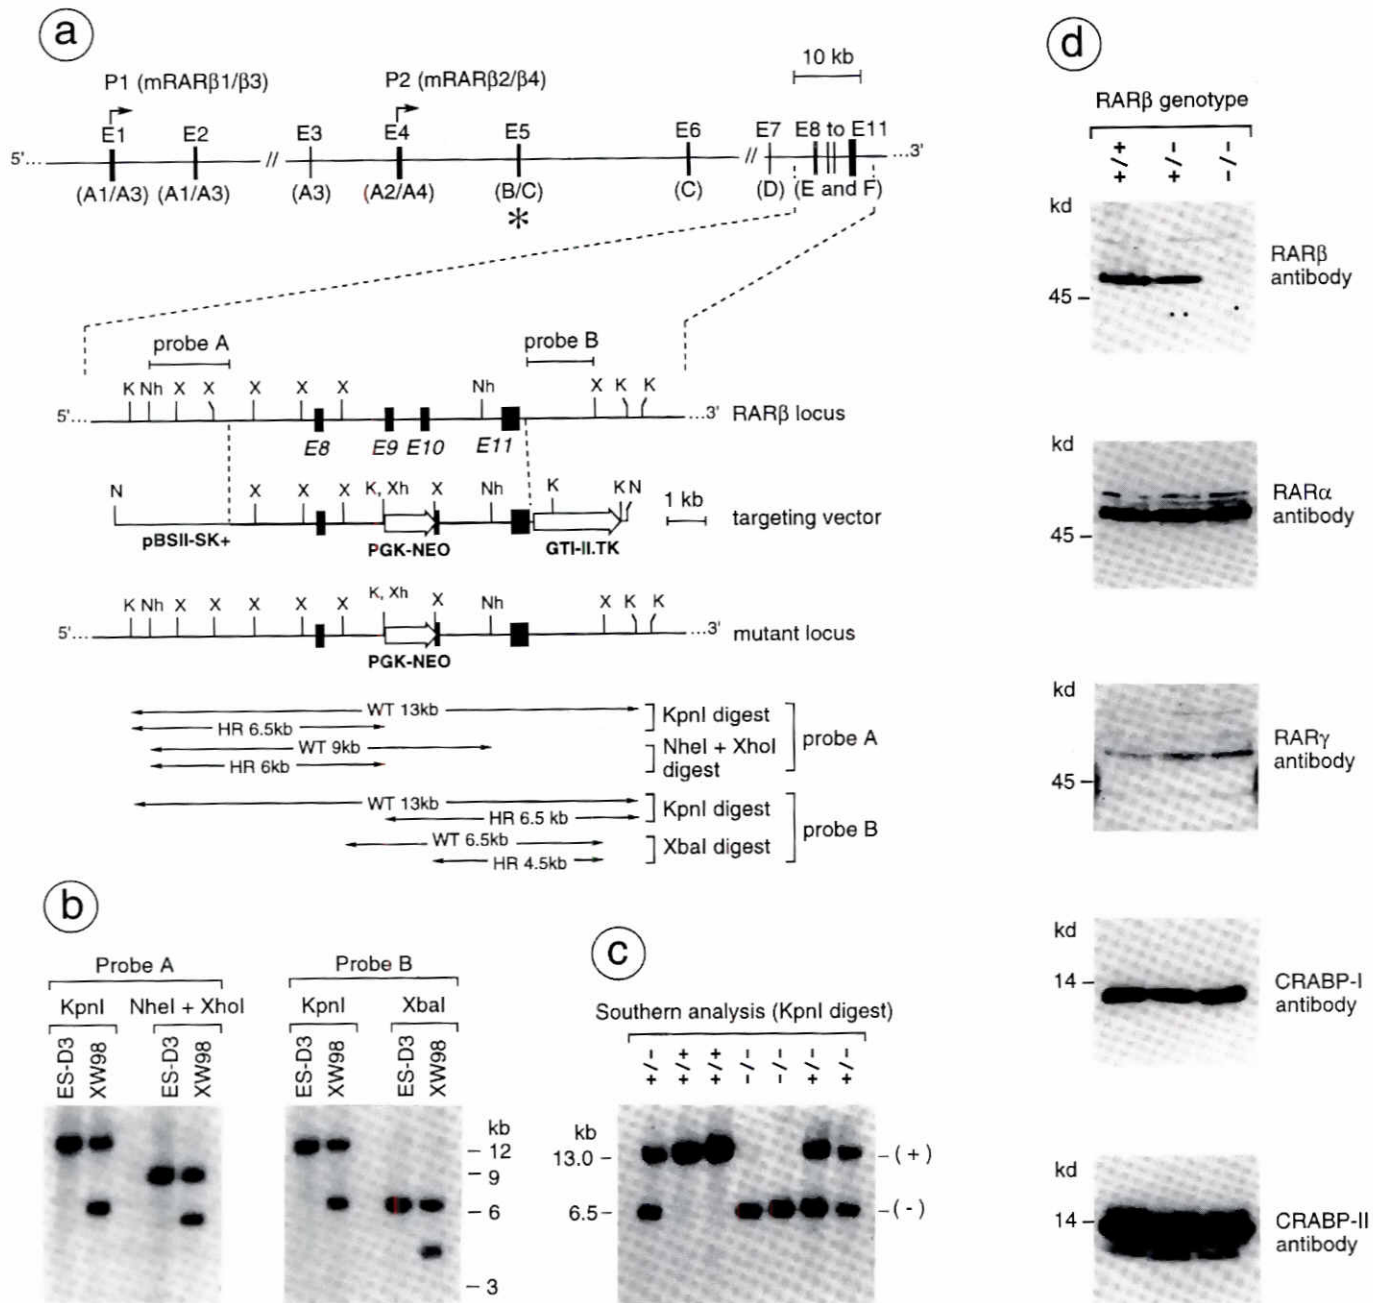 a
10 kb
P1 (mRARβ1/β3)
P2 (mRARβ2/β4)
E1 E2 E3 E4 E5 E6 E7 E8 to E11
5'... // // ...3'
(A1/A3) (A1/A3) (A3) (A2/A4) (B/C) (C) (D) (E and F)
*
probe A
probe B
K Nh X X X X X Nh X K K
5'... ...3' RARβ locus
E8 E9 E10 E11
N X X X K, Xh X Nh K K N
1 kb
targeting vector
pBSII-SK+ PGK-NEO GTI-II.TK
K Nh X X X X X K, Xh X Nh X K K
5'... ...3' mutant locus
PGK-NEO
WT 13kb
HR 6.5kb
KpnI digest
WT 9kb
HR 6kb
NheI + XhoI
digest
probe A
WT 13kb
HR 6.5 kb
KpnI digest
WT 6.5kb
HR 4.5kb
XbaI digest
probe B
b
Probe A
Probe B
KpnI NheI + XhoI
KpnI XbaI
ES-D3 XW98 ES-D3 XW98
ES-D3 XW98 ES-D3 XW98
kb
12
9
6
3
c
Southern analysis (KpnI digest)
+/- +/+ +/+ -/- -/- +/- +/-
kb
13.0 (+)
6.5 (-)
d
RARβ genotype
+/+ +/- -/-
kd
45
RARβ
antibody
kd
45
RARα
antibody
kd
45
RARγ
antibody
kd
14
CRABP-I
antibody
kd
14
CRABP-II
antibody